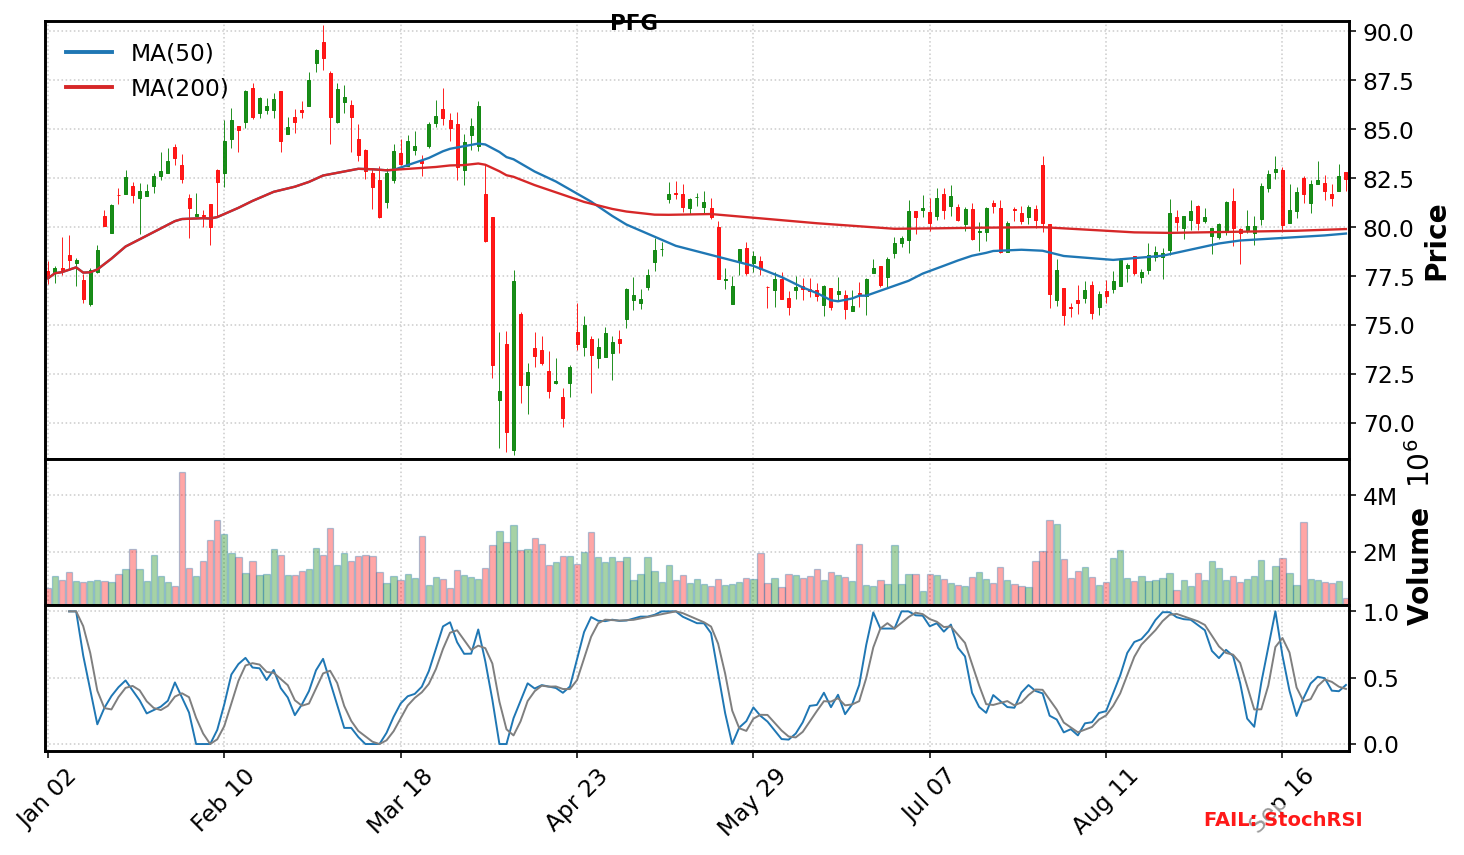 PFG
MA(50)
MA(200)
90.0
87.5
85.0
82.5
80.0
77.5
75.0
72.5
70.0
Price
4M
2M
Volume 10^6
1.0
0.5
0.0
Jan 02
Feb 10
Mar 18
Apr 23
May 29
Jul 07
Aug 11
Sep 16
FAIL: StochRSI